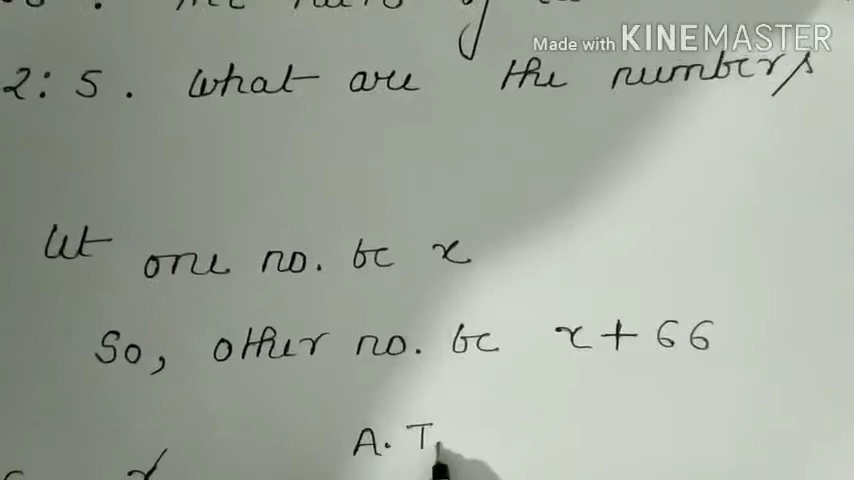 Made with KINEMASTER
2:5. What are the numbers
let one no. be x
So, other no. be x+66
A. T.